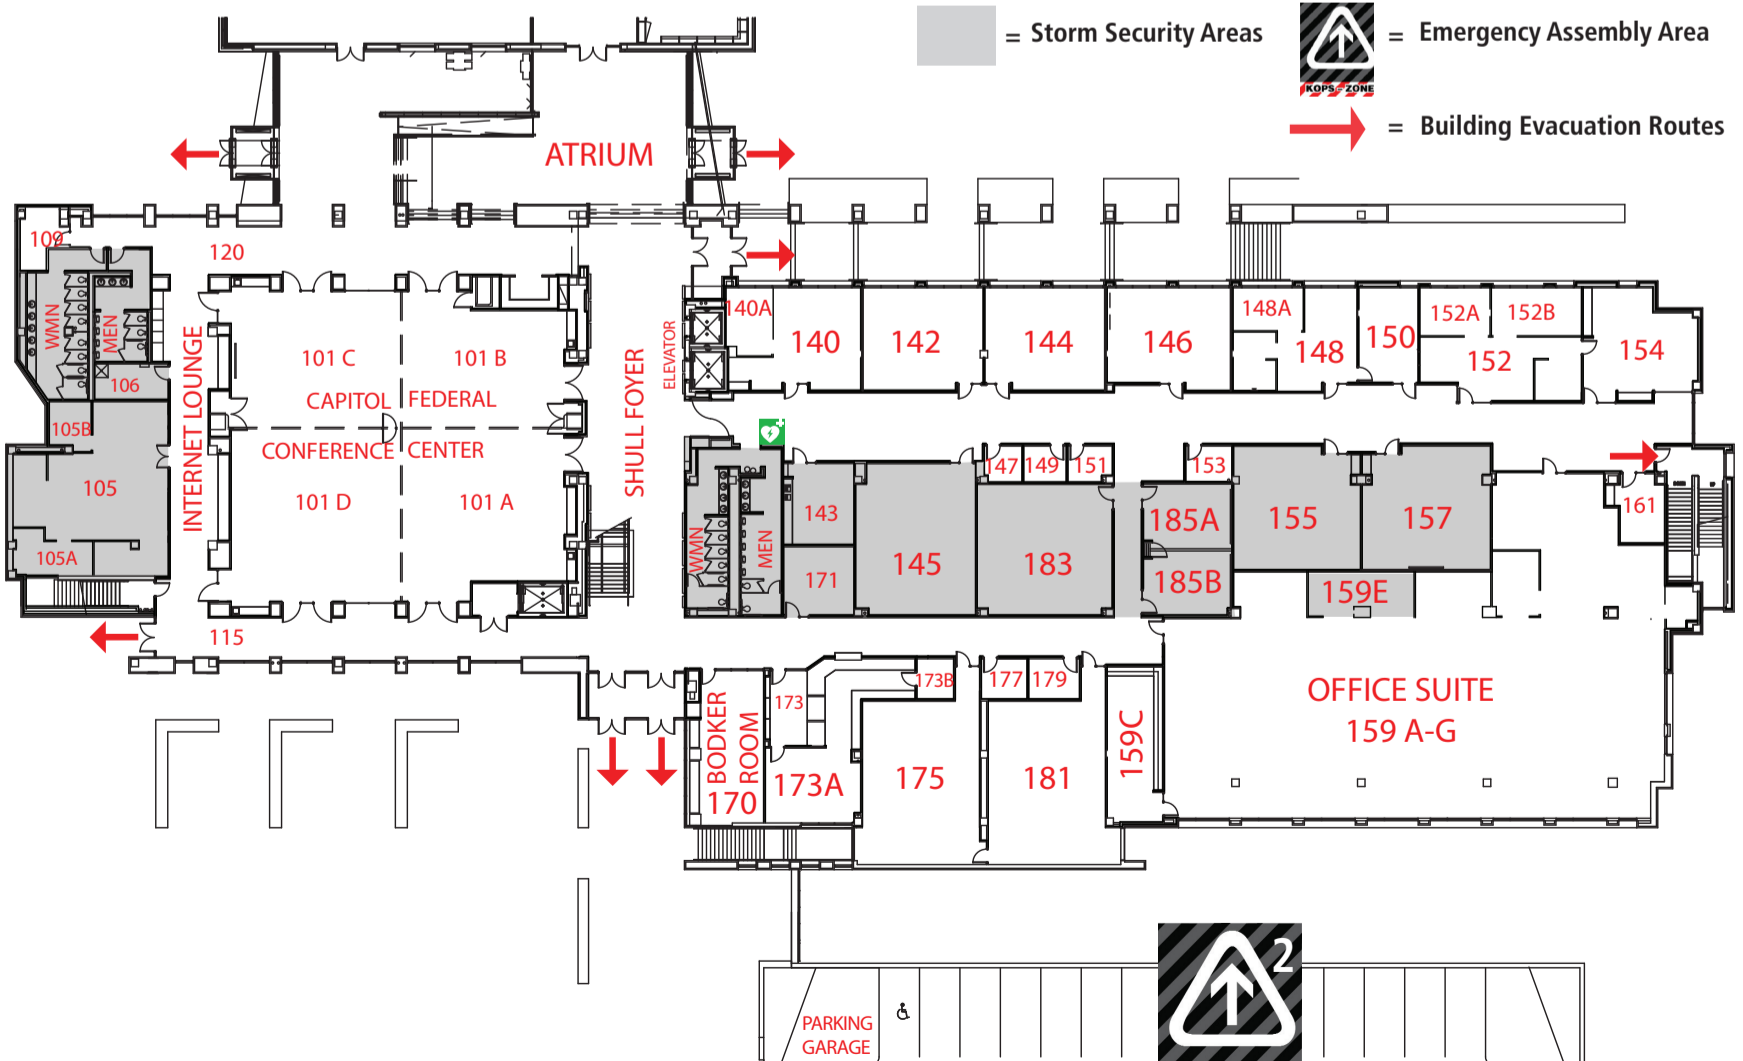 = Storm Security Areas
= Emergency Assembly Area
KOPS - ZONE
= Building Evacuation Routes
ATRIUM
109
120
WMN
MEN
106
105B
105
105A
INTERNET LOUNGE
101 C
101 B
CAPITOL FEDERAL
CONFERENCE CENTER
101 D
101 A
115
SHULL FOYER
ELEVATOR
140A
140
142
144
146
148A
148
150
152A
152B
152
154
147
149
151
153
161
WMN
MEN
143
171
145
183
185A
185B
155
157
159E
BODKER
ROOM
170
173
173A
173B
175
177
179
181
159C
OFFICE SUITE
159 A-G
2
PARKING
GARAGE